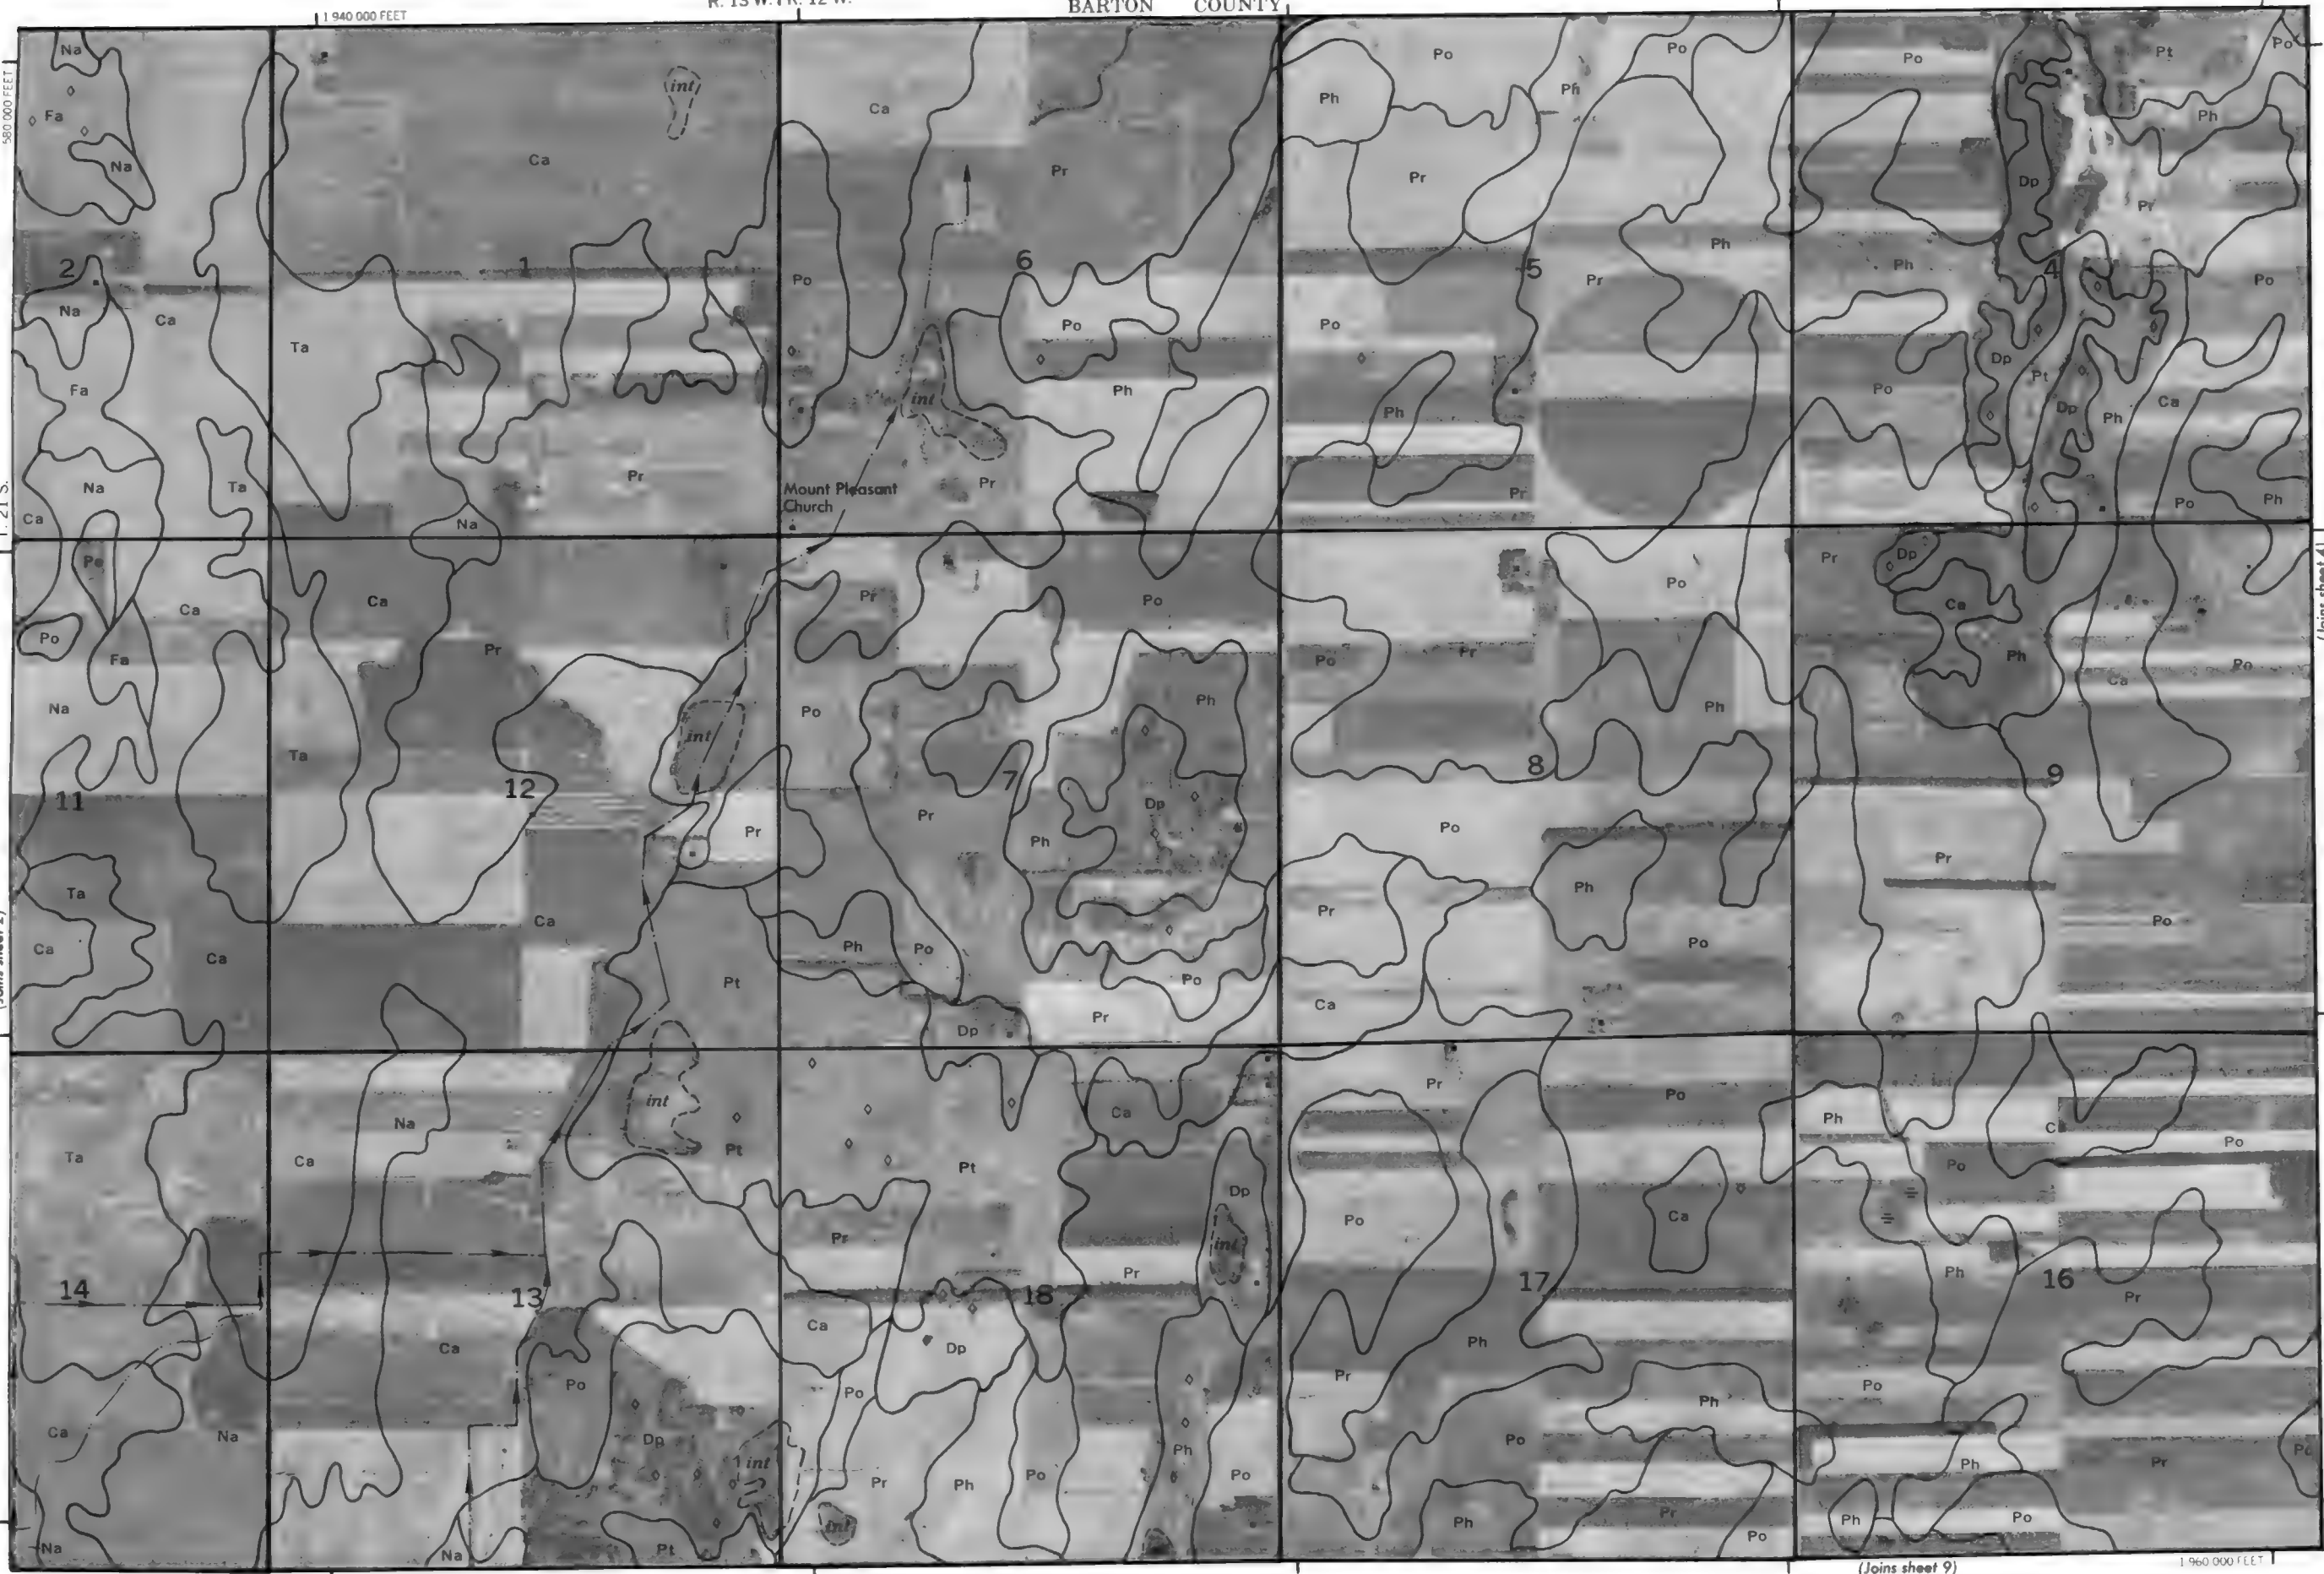 R. 13 W. | R. 12 W.
BARTON COUNTY
1 940 000 FEET
580 000 FEET
T. 21 S.
Na
Fa
Na
2
Na
Ca
Fa
Na
Ta
Ca
int
Ca
1
Ta
Pr
Na
Ca
Pr
Po
6
Po
Ph
int
Pr
Mount Pleasant
Church
Po
Po
Ph
Ph
Pr
Ph
5
Pr
Po
Ph
Pr
Po
Pt
Po
Ph
Dp
Pr
Ph
4
Po
Dp
Pt
Po
Dp
Ph
Ca
Po
Ph
Po
Ca
Po
Fa
Na
11
Ta
Ca
Ca
Ca
Pr
Ta
int
12
Pr
Ca
Pt
Pr
Po
Po
Ph
7
Pr
Dp
Ph
Ph
Po
Po
Dp
Pr
Po
Po
Pr
Ph
8
Po
Ph
Pr
Po
Ca
Pr
Dp
Ca
Ph
Po
Ca
9
Pr
Po
(Joins sheet 4)
Ta
14
Ca
Na
Na
Na
Ca
int
Pt
13
Ca
Po
Dp
int
Na
Pt
Ca
Pt
Dp
Pr
int
Pr
18
Ca
Dp
Po
Pr
Ph
Po
Ph
Po
int
Pr
Po
Po
Ca
17
Ph
Pr
Ph
Po
Ph
Pr
Po
Ph
Po
Po
Ph
16
Pr
Po
Ph
Pr
Ph
Po
(Joins sheet 9)
1 960 000 FEET